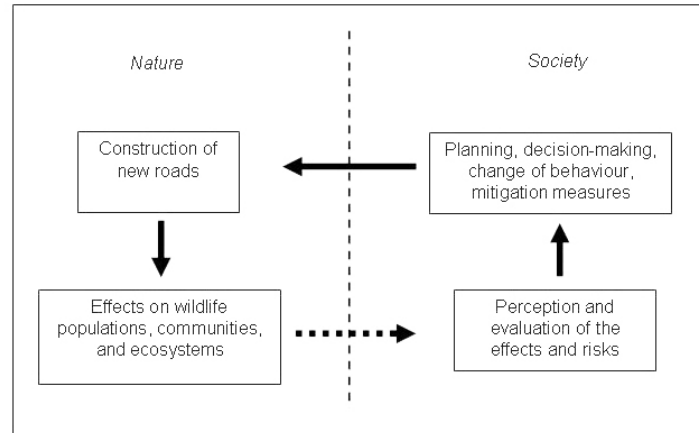 Nature
Society
Construction of
new roads
Planning, decision-making,
change of behaviour,
mitigation measures
Effects on wildlife
populations, communities,
and ecosystems
Perception and
evaluation of the
effects and risks